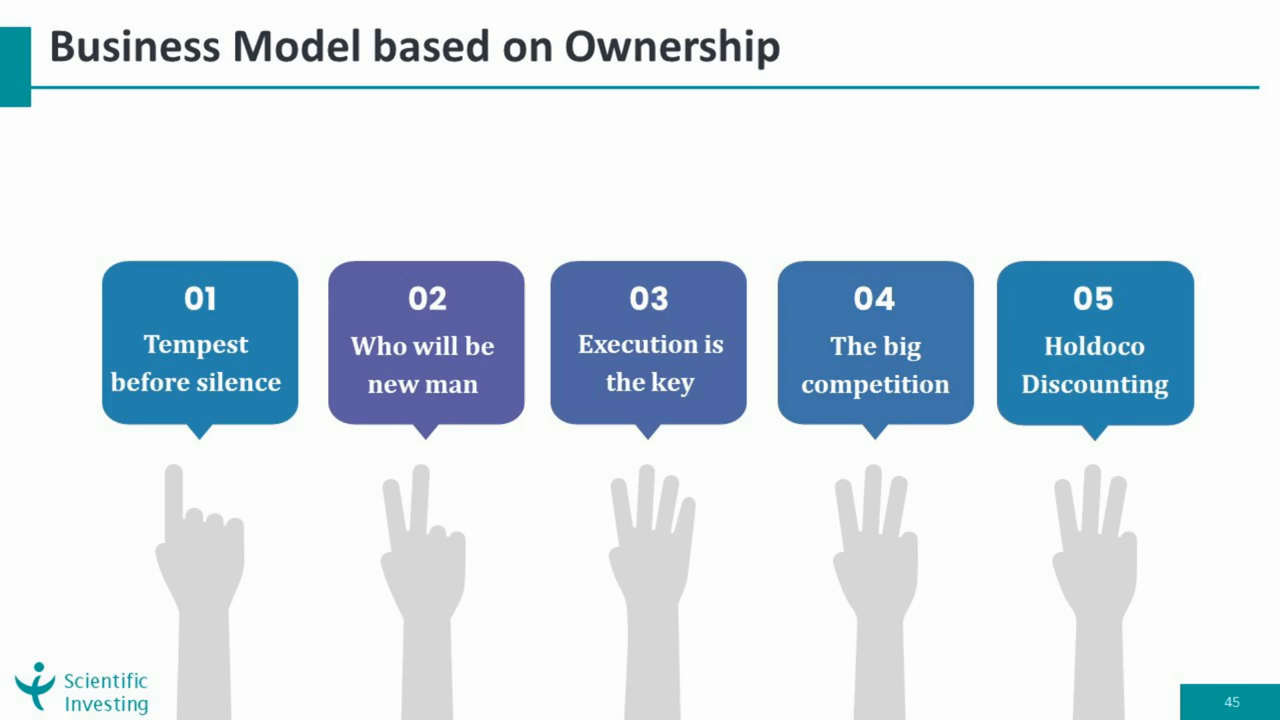 Business Model based on Ownership
01
Tempest
before silence
02
Who will be
new man
03
Execution is
the key
04
The big
competition
05
Holdoco
Discounting
Scientific
Investing
45